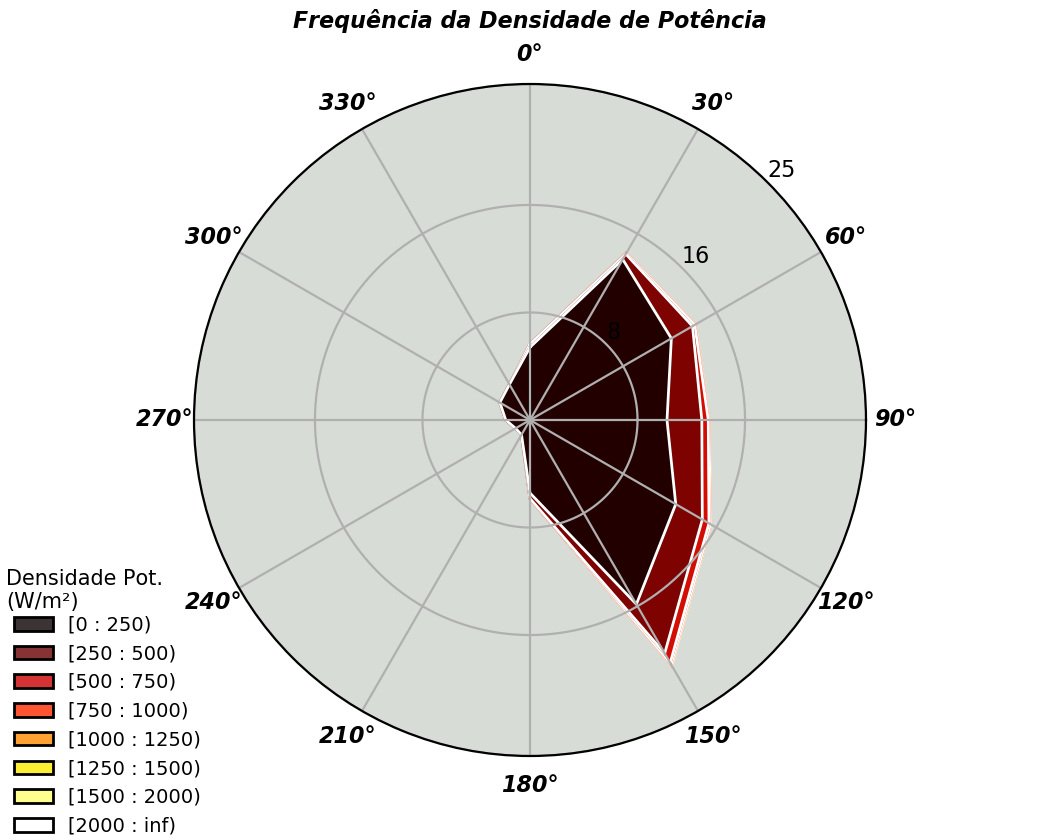 Frequência da Densidade de Potência
0°
330°
30°
25
300°
60°
16
8
270°
90°
240°
120°
210°
150°
180°
Densidade Pot.
(W/m²)
[0 : 250)
[250 : 500)
[500 : 750)
[750 : 1000)
[1000 : 1250)
[1250 : 1500)
[1500 : 2000)
[2000 : inf)